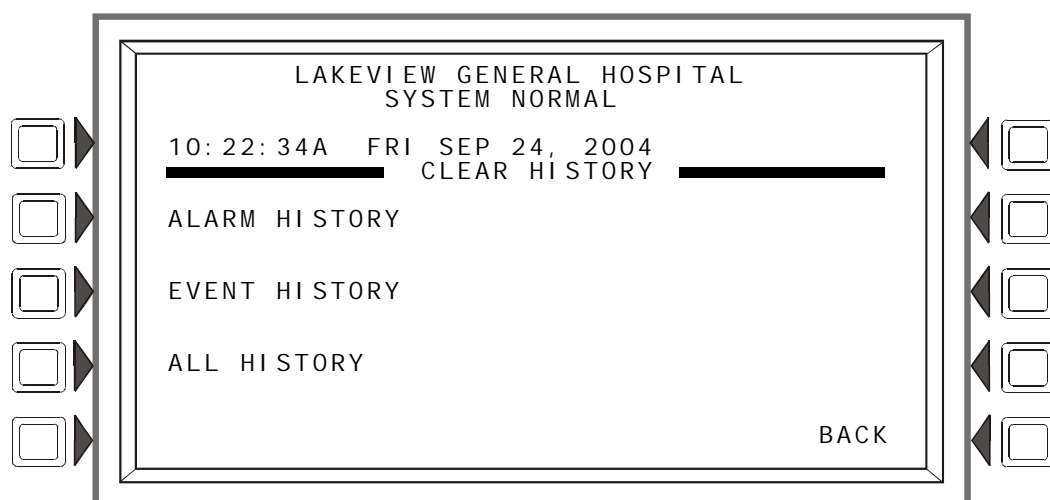 LAKEVIEW GENERAL HOSPITAL
SYSTEM NORMAL
10:22:34A FRI SEP 24, 2004
CLEAR HISTORY
ALARM HISTORY
EVENT HISTORY
ALL HISTORY
BACK